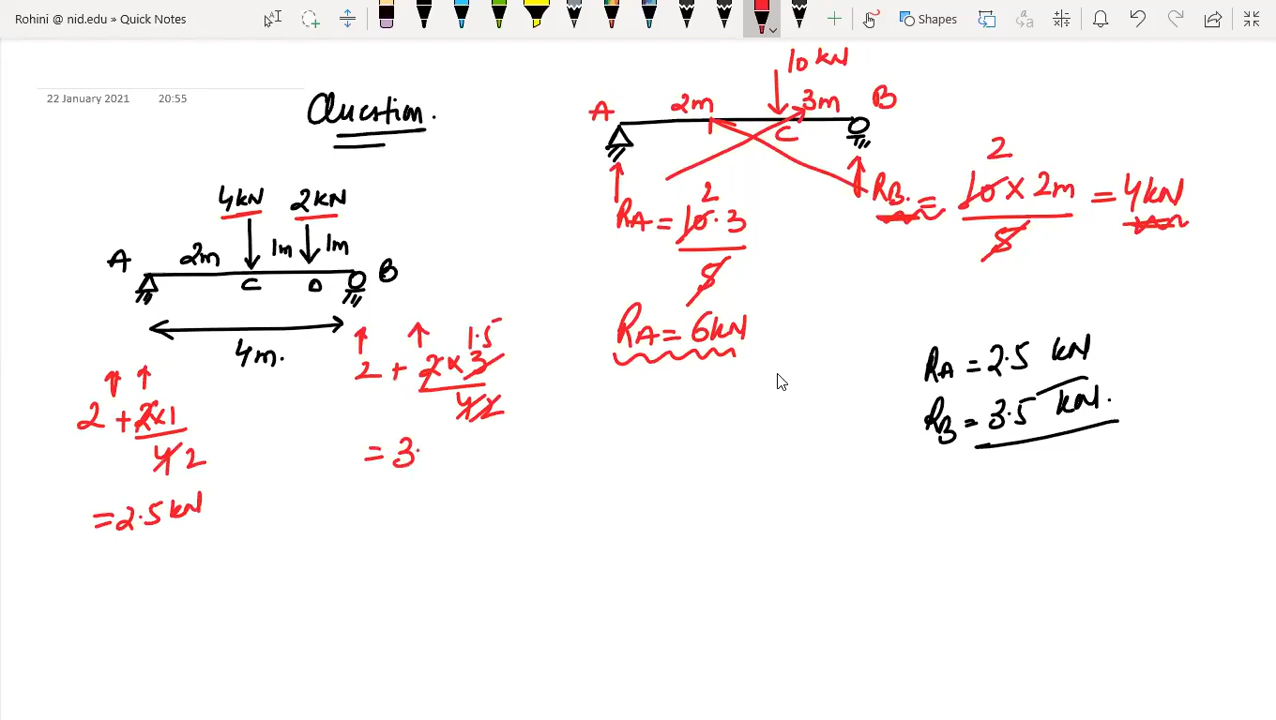 Rohini @ nid.edu » Quick Notes
Shapes
22 January 2021 20:55
Question.
4kN 2kN
A 2m 1m 1m B
C D
4m.
2 + 2x1
4 2
= 2.5 kN
1.5
2 + 2 x 3
4 2
= 3.
10 kN
A 2m 3m B
C
2
RA = 10.3
5
RA = 6kN
2
RB. = 10 x 2m = 4kN
5
RA = 2.5 kN
RB = 3.5 kN.